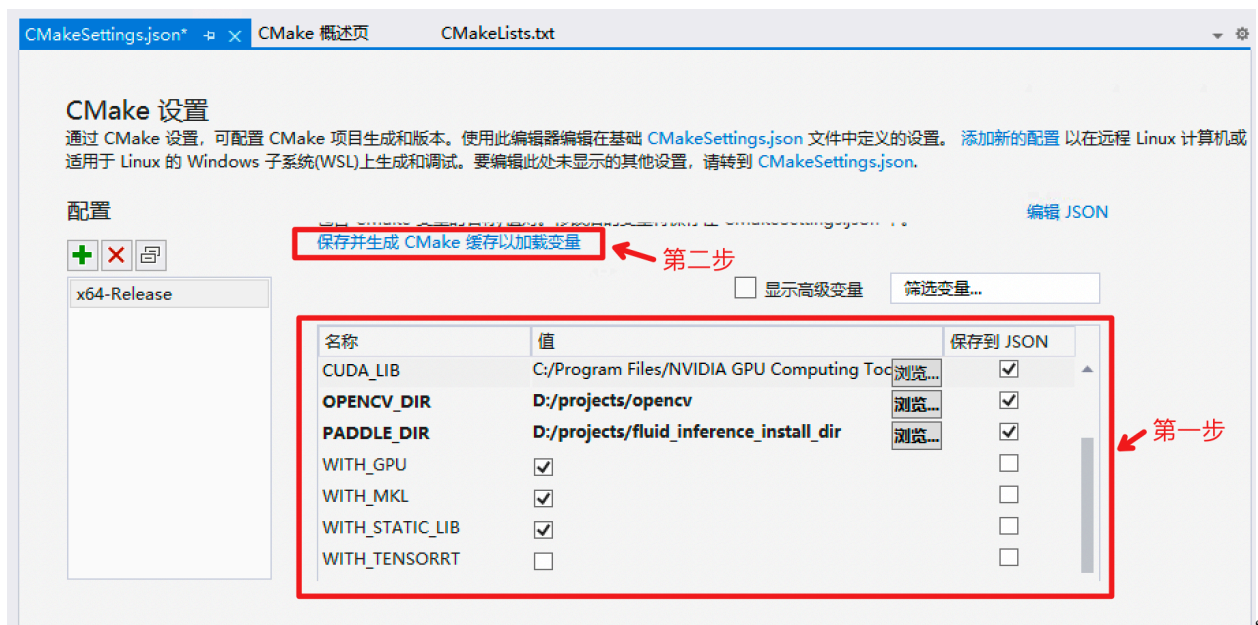 CMakeSettings.json* CMake 概述页 CMakeLists.txt
CMake 设置
通过 CMake 设置，可配置 CMake 项目生成和版本。使用此编辑器编辑在基础 CMakeSettings.json 文件中定义的设置。 添加新的配置 以在远程 Linux 计算机或
适用于 Linux 的 Windows 子系统(WSL)上生成和调试。要编辑此处未显示的其他设置，请转到 CMakeSettings.json.
配置
编辑 JSON
保存并生成 CMake 缓存以加载变量
第二步
x64-Release
显示高级变量 筛选变量...
名称 值 保存到 JSON
CUDA_LIB C:/Program Files/NVIDIA GPU Computing Toc 浏览...
OPENCV_DIR D:/projects/opencv 浏览...
PADDLE_DIR D:/projects/fluid_inference_install_dir 浏览...
第一步
WITH_GPU
WITH_MKL
WITH_STATIC_LIB
WITH_TENSORRT